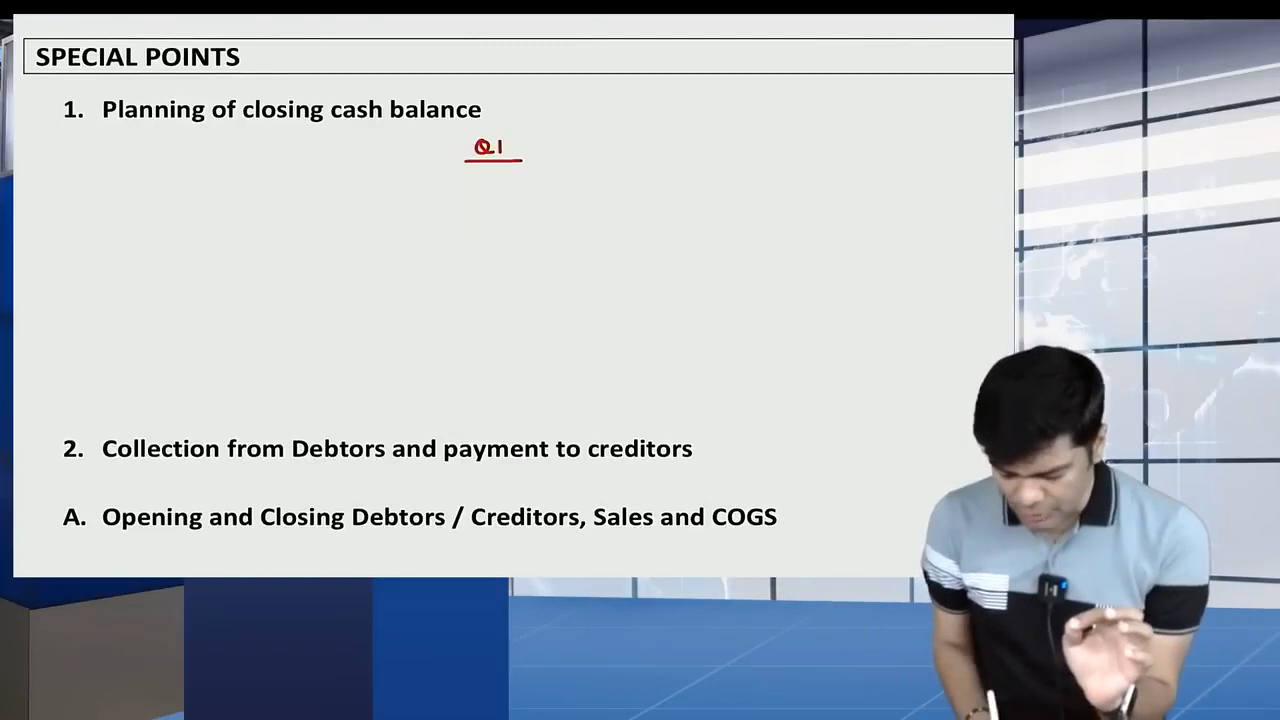 SPECIAL POINTS
1. Planning of closing cash balance
Q1
2. Collection from Debtors and payment to creditors
A. Opening and Closing Debtors / Creditors, Sales and COGS